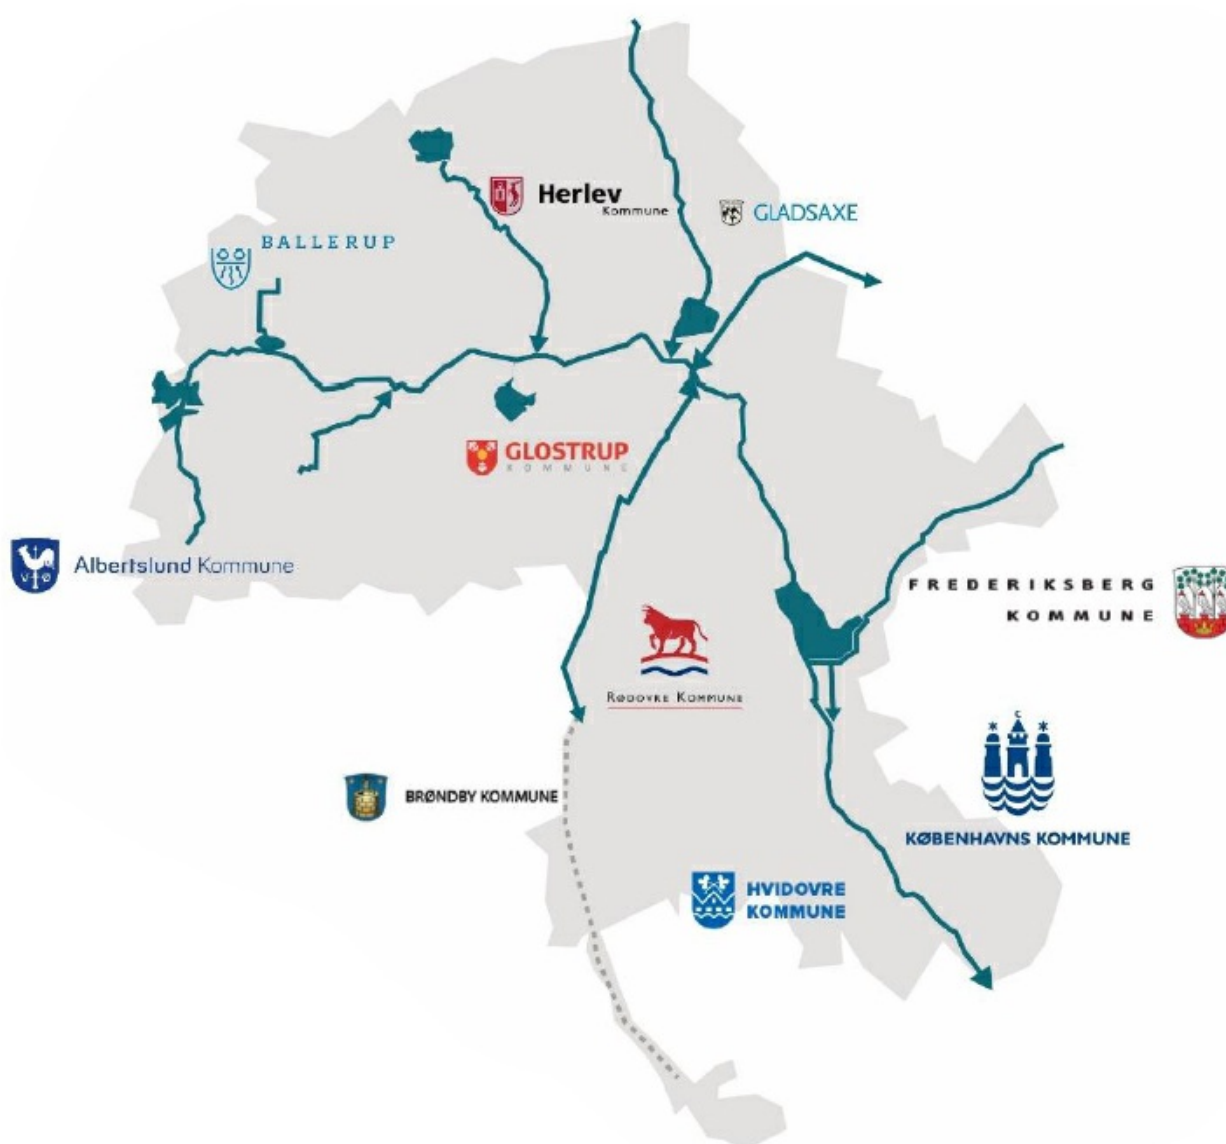 Herlev
Kommune
GLADSAXE
BALLERUP
GLOSTRUP
KOMMUNE
Albertslund Kommune
FREDERIKSBERG
KOMMUNE
RØDOVRE KOMMUNE
BRØNDBY KOMMUNE
KØBENHAVNS KOMMUNE
HVIDOVRE
KOMMUNE